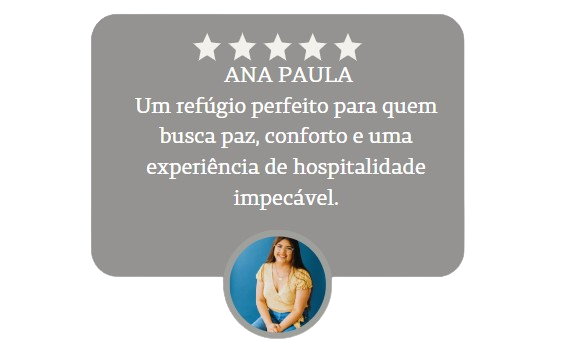 ANA PAULA
Um refúgio perfeito para quem
busca paz, conforto e uma
experiência de hospitalidade
impecável.